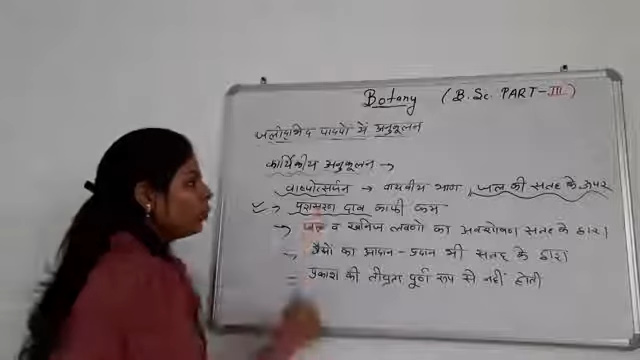 Botany (B.Sc. PART-III)
जलोद्भिद पादपों में अनुकूलन
कार्यिकीय अनुकूलन →
वाष्पोत्सर्जन → वायवीय भाग, जल की सतह के ऊपर
✓ → परासरण दाब काफी कम
→ जल व खनिज लवणों का अवशोषण सतह के द्वारा
→ गैसों का आदान-प्रदान भी सतह के द्वारा
= प्रकाश की तीव्रता पूर्ण रूप से नहीं होती